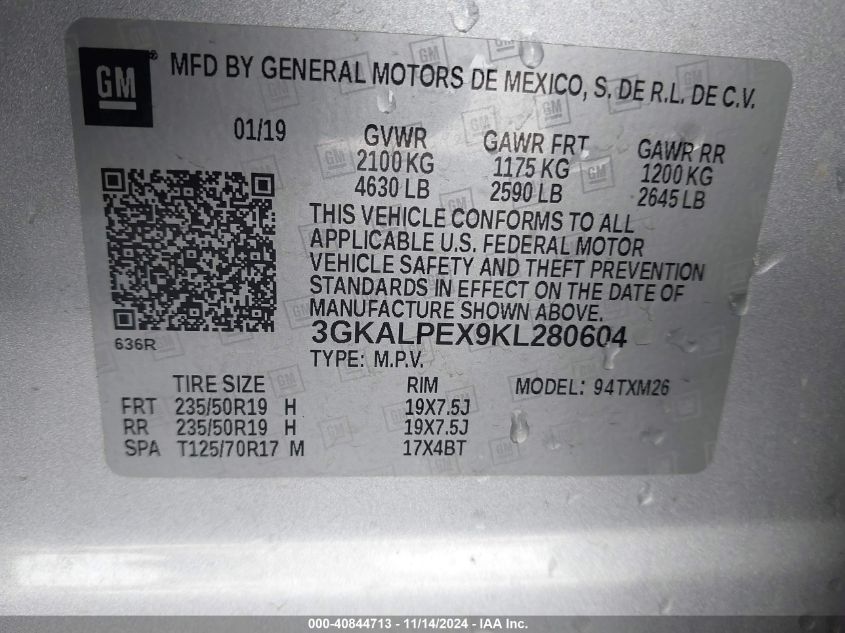 GM
®
MFD BY GENERAL MOTORS DE MEXICO, S. DE R.L. DE C.V.
01/19 GVWR GAWR FRT GAWR RR
2100 KG 1175 KG 1200 KG
4630 LB 2590 LB 2645 LB
THIS VEHICLE CONFORMS TO ALL
APPLICABLE U.S. FEDERAL MOTOR
VEHICLE SAFETY AND THEFT PREVENTION
STANDARDS IN EFFECT ON THE DATE OF
MANUFACTURE SHOWN ABOVE.
636R
3GKALPEX9KL280604
TYPE: M.P.V.
TIRE SIZE RIM MODEL: 94TXM26
FRT 235/50R19 H 19X7.5J
RR 235/50R19 H 19X7.5J
SPA T125/70R17 M 17X4BT
000-40844713 - 11/14/2024 - IAA Inc.